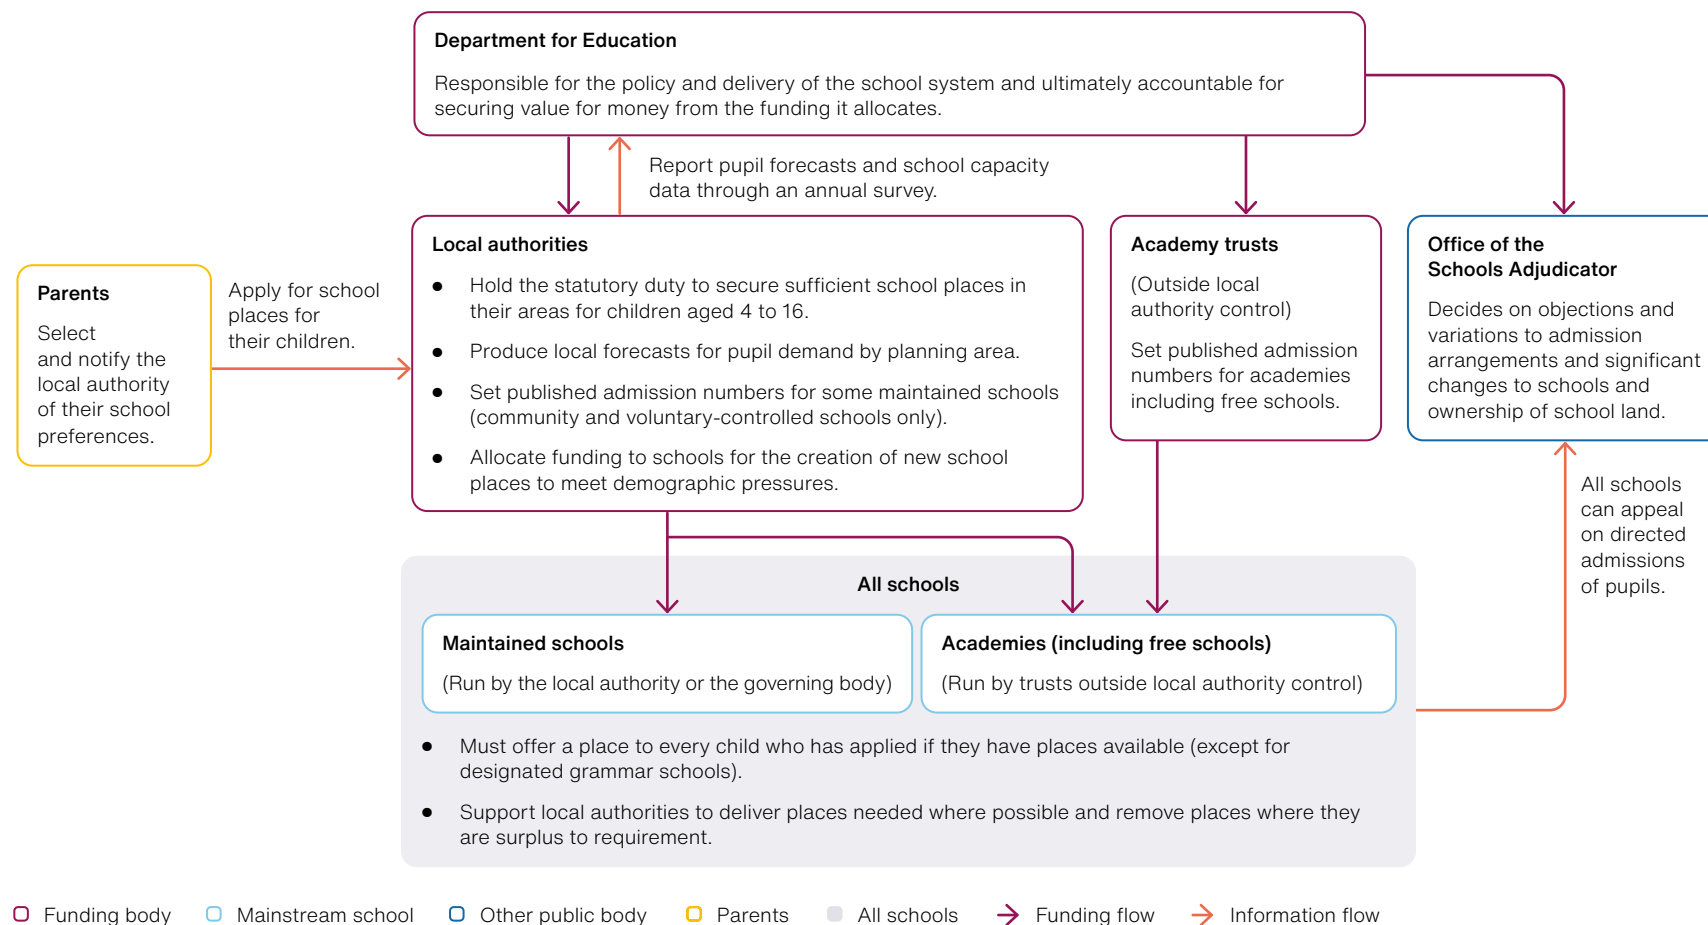 Department for Education
Responsible for the policy and delivery of the school system and ultimately accountable for
securing value for money from the funding it allocates.
Report pupil forecasts and school capacity
data through an annual survey.
Parents
Select
and notify the
local authority
of their school
preferences.
Apply for school
places for
their children.
Local authorities
● Hold the statutory duty to secure sufficient school places in
their areas for children aged 4 to 16.
● Produce local forecasts for pupil demand by planning area.
● Set published admission numbers for some maintained schools
(community and voluntary-controlled schools only).
● Allocate funding to schools for the creation of new school
places to meet demographic pressures.
Academy trusts
(Outside local
authority control)
Set published admission
numbers for academies
including free schools.
Office of the
Schools Adjudicator
Decides on objections and
variations to admission
arrangements and significant
changes to schools and
ownership of school land.
All schools
can appeal
on directed
admissions
of pupils.
All schools
Maintained schools
(Run by the local authority or the governing body)
Academies (including free schools)
(Run by trusts outside local authority control)
● Must offer a place to every child who has applied if they have places available (except for
designated grammar schools).
● Support local authorities to deliver places needed where possible and remove places where they
are surplus to requirement.
Funding body
Mainstream school
Other public body
Parents
All schools
Funding flow
Information flow